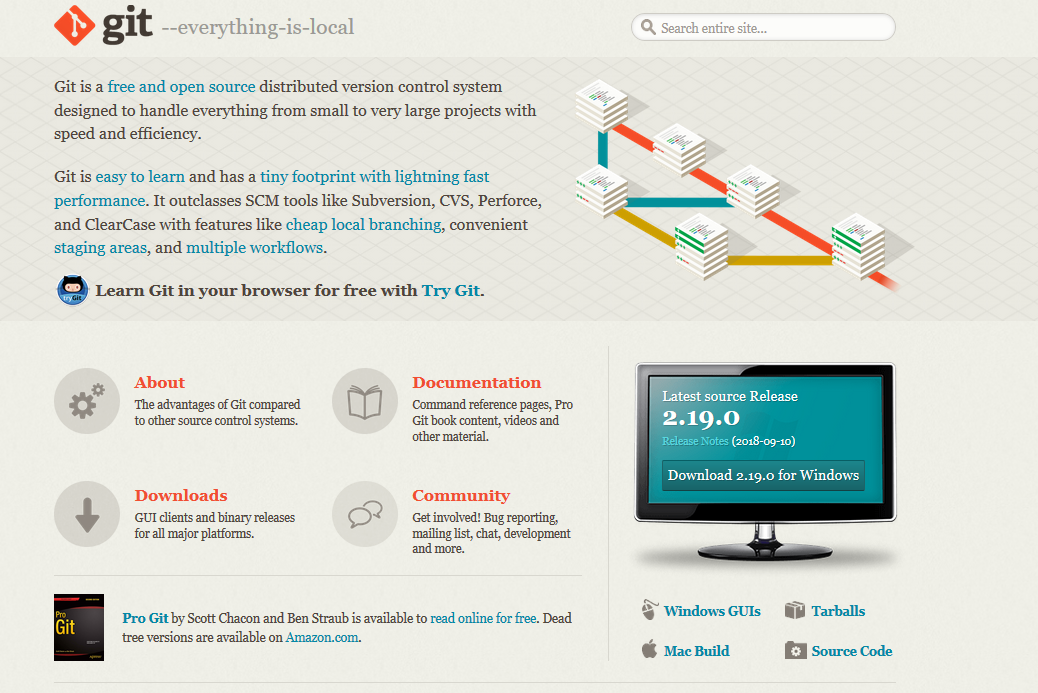 git --everything-is-local
Search entire site...
Git is a free and open source distributed version control system
designed to handle everything from small to very large projects with
speed and efficiency.
Git is easy to learn and has a tiny footprint with lightning fast
performance. It outclasses SCM tools like Subversion, CVS, Perforce,
and ClearCase with features like cheap local branching, convenient
staging areas, and multiple workflows.
TryGit
Learn Git in your browser for free with Try Git.
About
The advantages of Git compared
to other source control systems.
Documentation
Command reference pages, Pro
Git book content, videos and
other material.
Downloads
GUI clients and binary releases
for all major platforms.
Community
Get involved! Bug reporting,
mailing list, chat, development
and more.
Pro
Git
Pro Git by Scott Chacon and Ben Straub is available to read online for free. Dead
tree versions are available on Amazon.com.
Latest source Release
2.19.0
Release Notes (2018-09-10)
Download 2.19.0 for Windows
Windows GUIs
Tarballs
Mac Build
Source Code